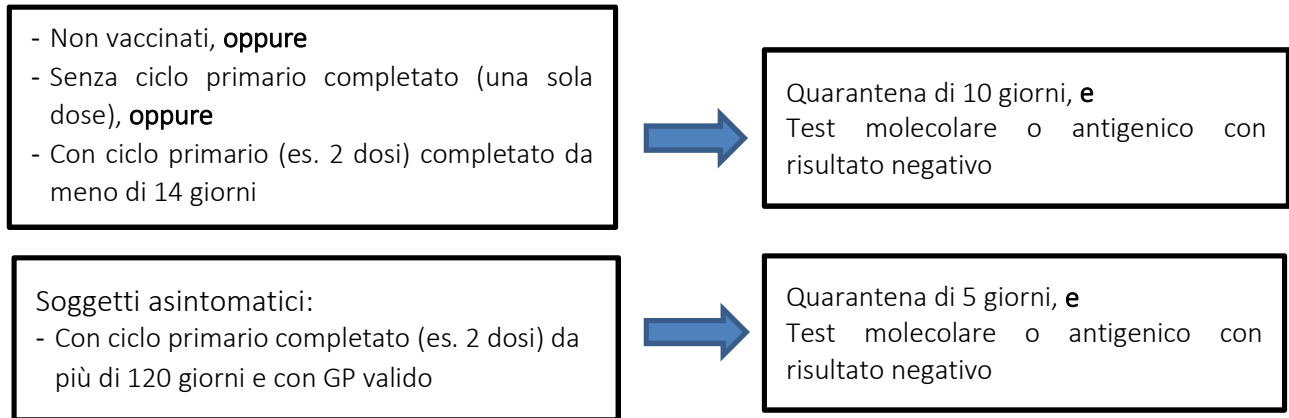 - Non vaccinati, oppure
- Senza ciclo primario completato (una sola
dose), oppure
- Con ciclo primario (es. 2 dosi) completato da
meno di 14 giorni
Quarantena di 10 giorni, e
Test molecolare o antigenico con
risultato negativo
Soggetti asintomatici:
- Con ciclo primario completato (es. 2 dosi) da
più di 120 giorni e con GP valido
Quarantena di 5 giorni, e
Test molecolare o antigenico con
risultato negativo